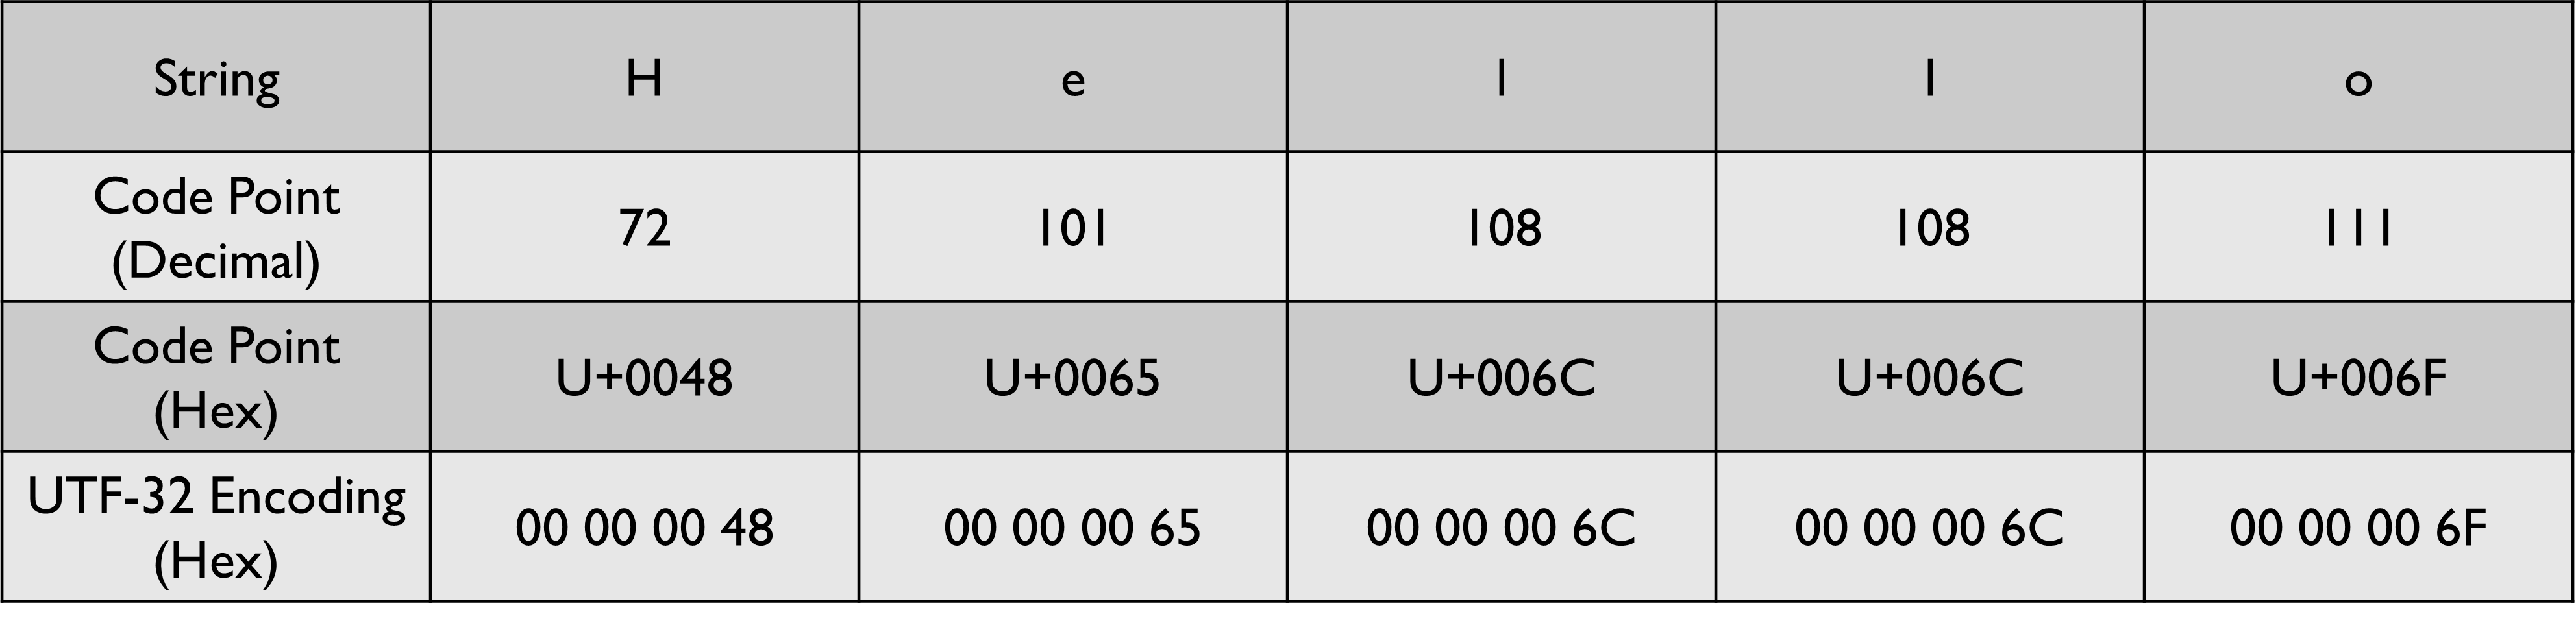 String H e l l o
Code Point
(Decimal) 72 101 108 108 111
Code Point
(Hex) U+0048 U+0065 U+006C U+006C U+006F
UTF-32 Encoding
(Hex) 00 00 00 48 00 00 00 65 00 00 00 6C 00 00 00 6C 00 00 00 6F